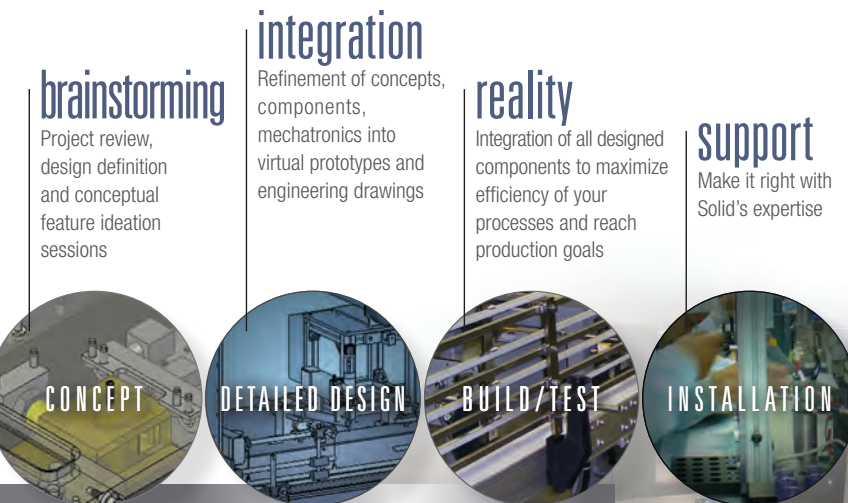 brainstorming
Project review,
design definition
and conceptual
feature ideation
sessions
integration
Refinement of concepts,
components,
mechatronics into
virtual prototypes and
engineering drawings
reality
Integration of all designed
components to maximize
efficiency of your
processes and reach
production goals
support
Make it right with
Solid's expertise
CONCEPT
DETAILED DESIGN
BUILD/TEST
INSTALLATION